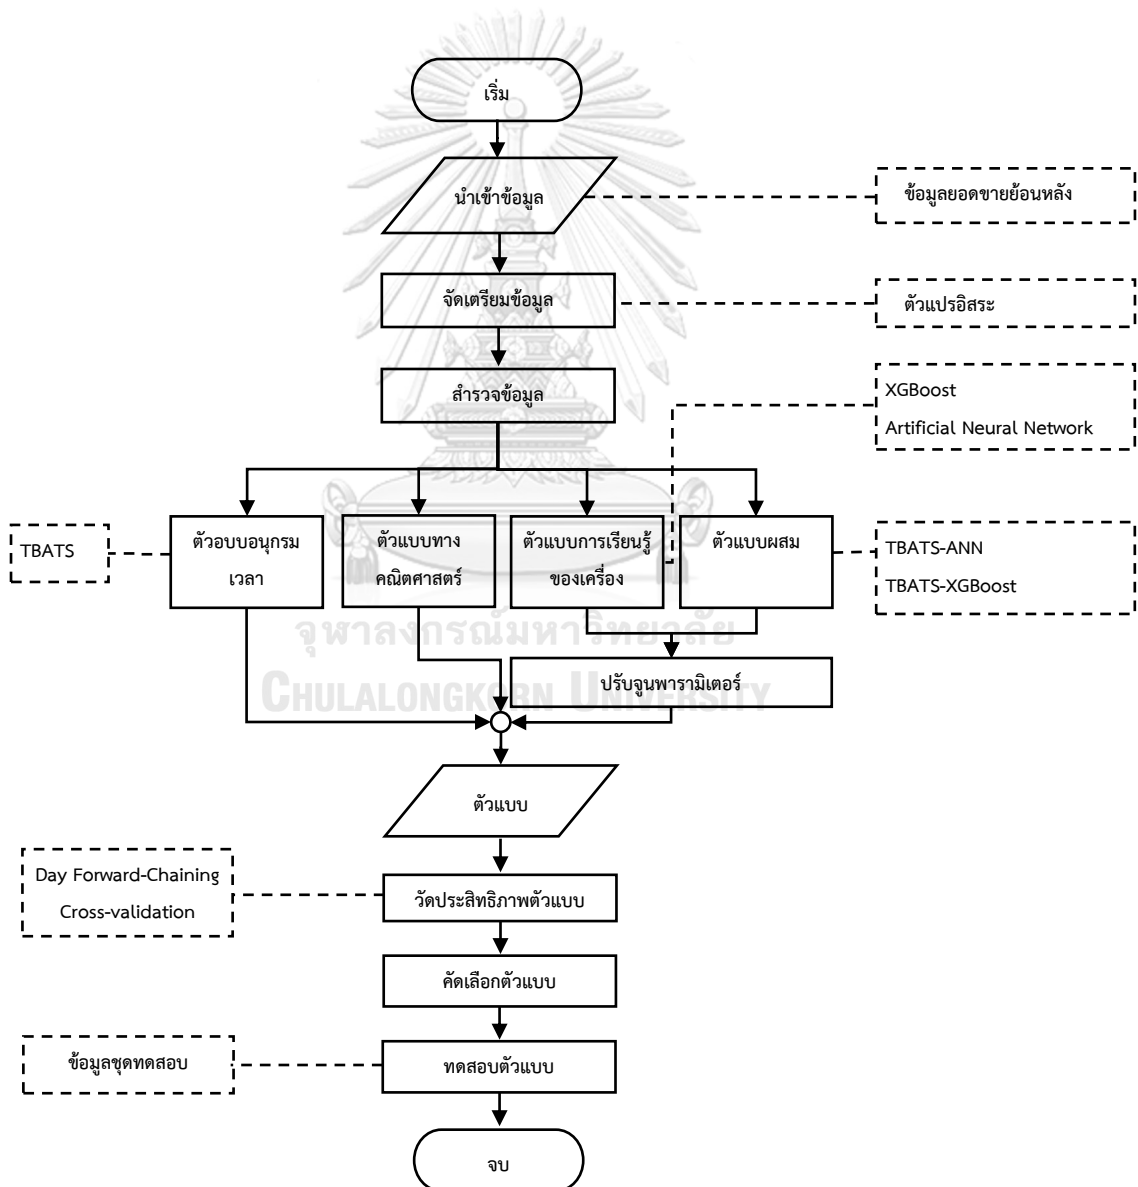 เริ่ม
นำเข้าข้อมูล
ข้อมูลยอดขายย้อนหลัง
จัดเตรียมข้อมูล
ตัวแปรอิสระ
สำรวจข้อมูล
XGBoost
Artificial Neural Network
TBATS
ตัวอบบอนุกรม
เวลา
ตัวแบบทาง
คณิตศาสตร์
ตัวแบบการเรียนรู้
ของเครื่อง
ตัวแบบผสม
TBATS-ANN
TBATS-XGBoost
จุฬาลงกรณ์มหาวิทยาลัย
CHULALONGKORN UNIVERSITY
ปรับจูนพารามิเตอร์
ตัวแบบ
Day Forward-Chaining
Cross-validation
วัดประสิทธิภาพตัวแบบ
คัดเลือกตัวแบบ
ข้อมูลชุดทดสอบ
ทดสอบตัวแบบ
จบ